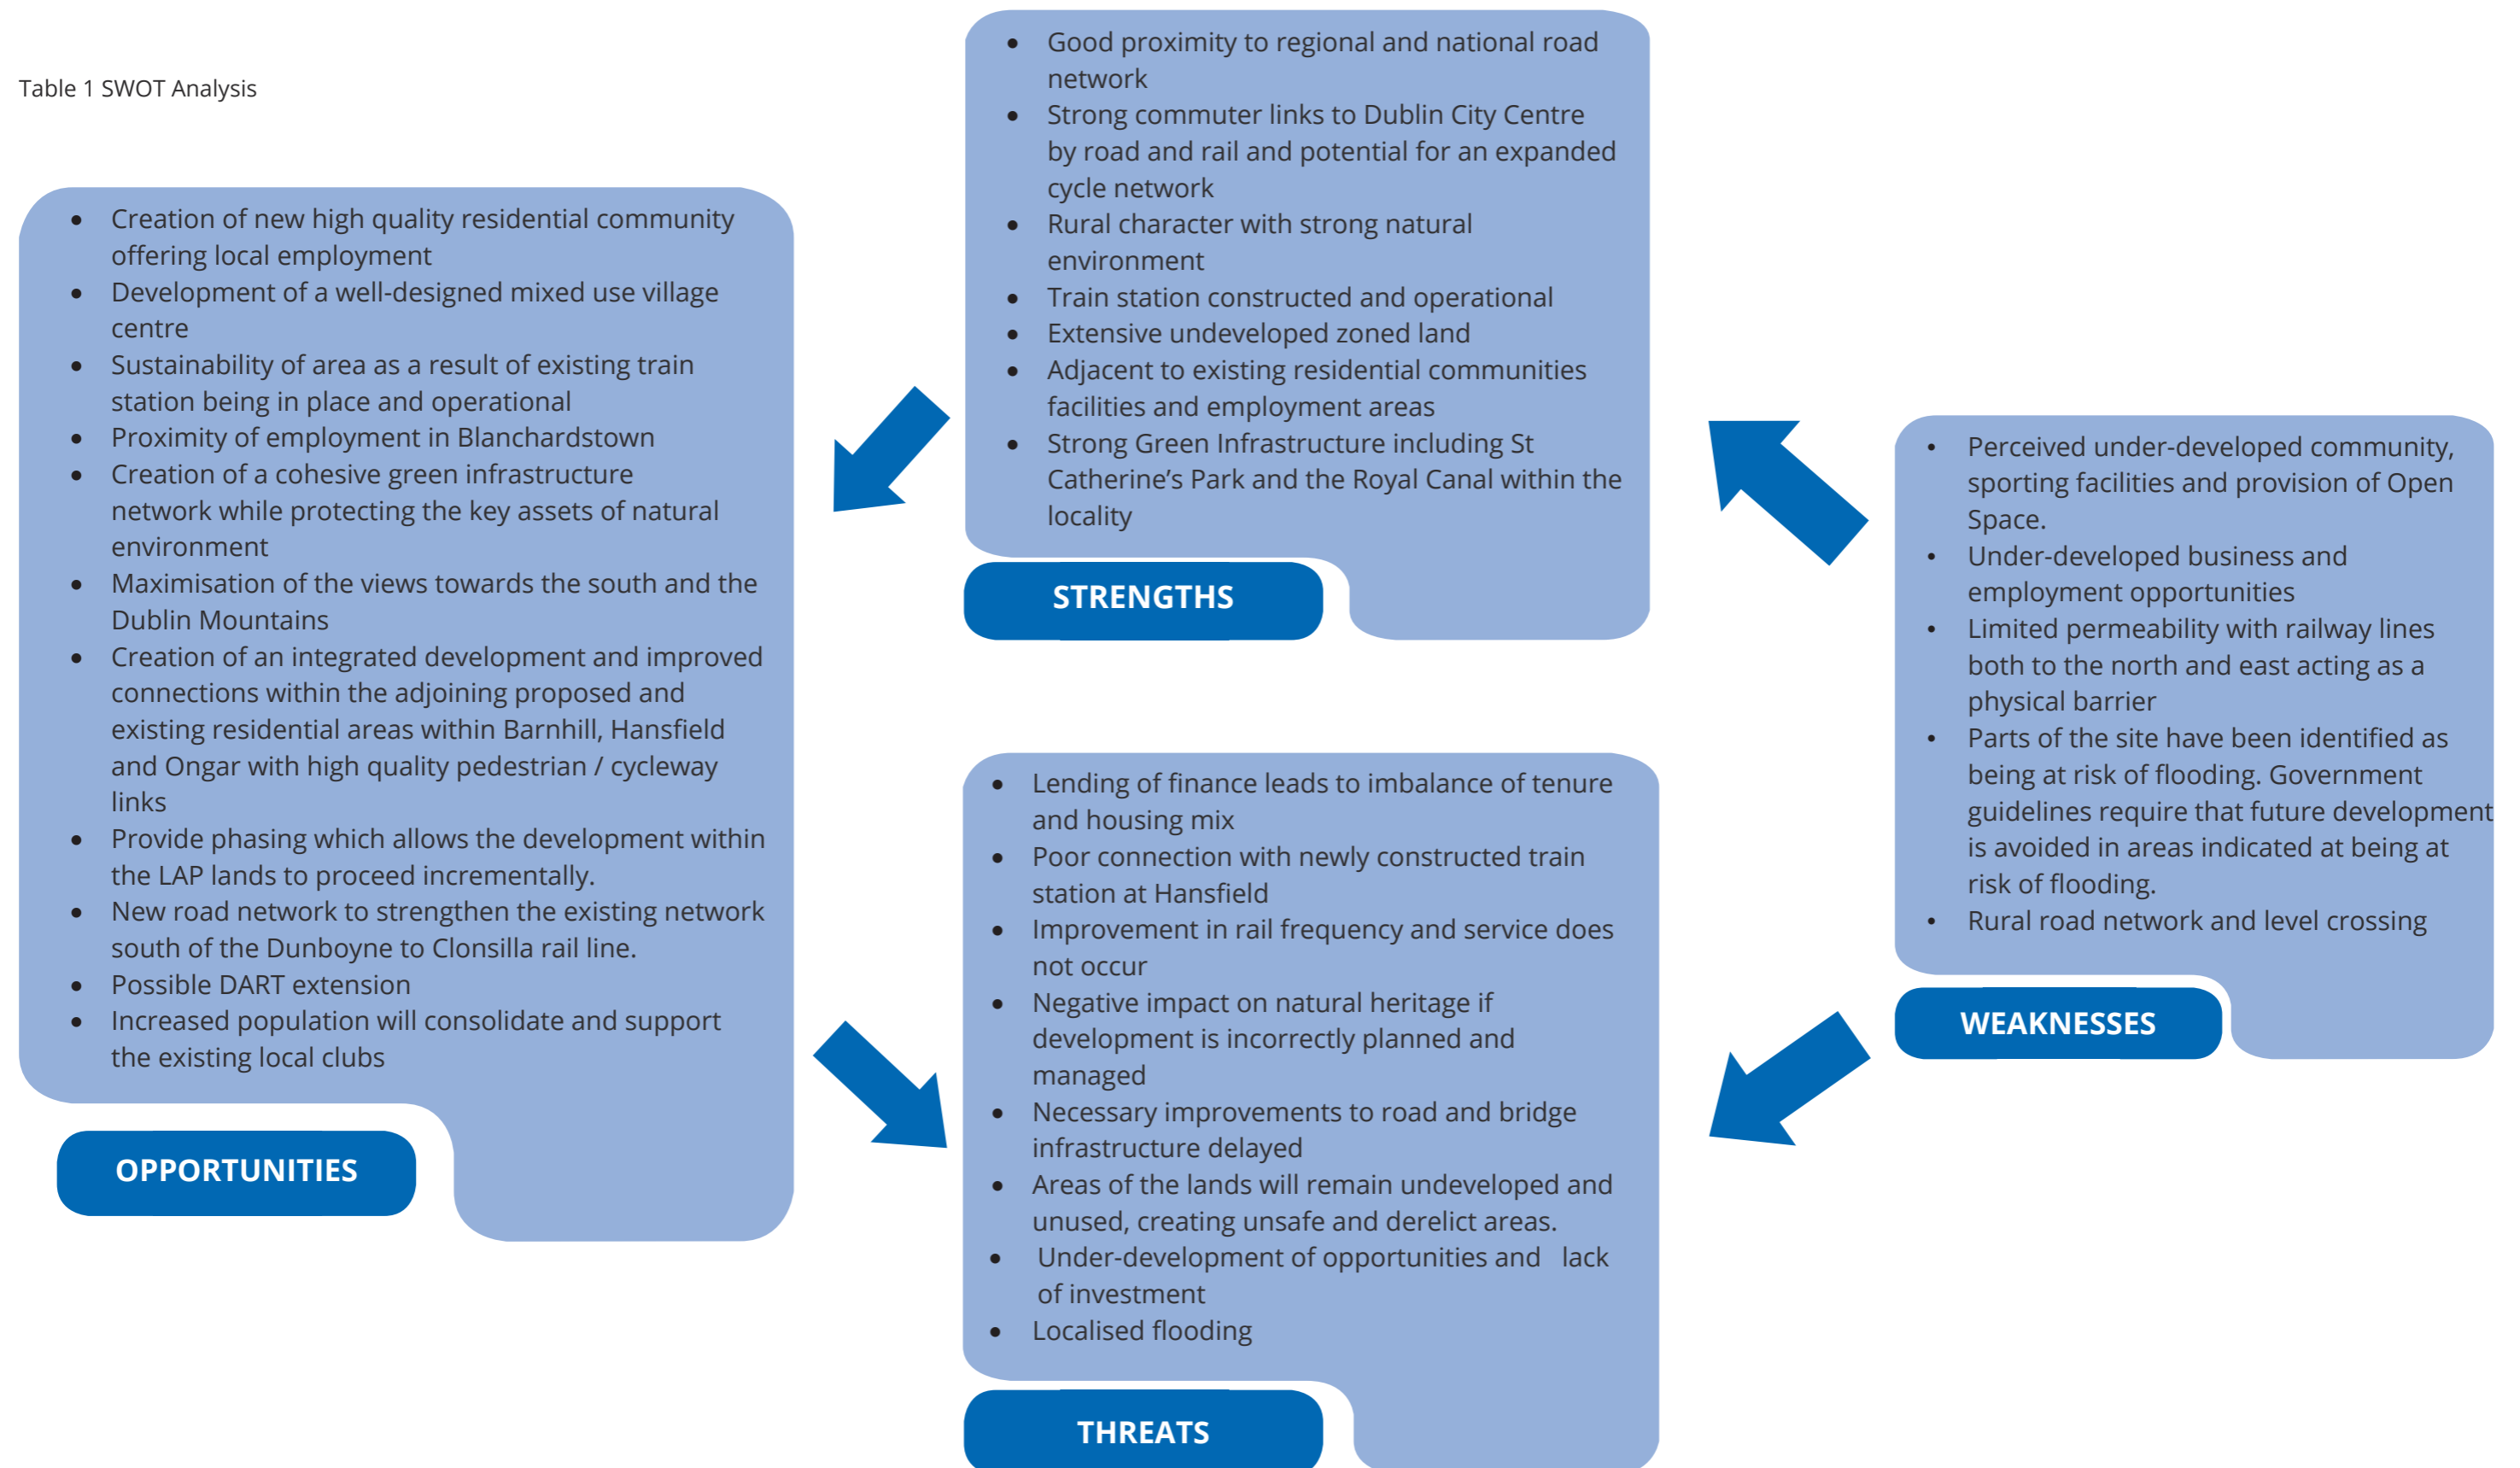 Table 1 SWOT Analysis
• Good proximity to regional and national road
network
• Strong commuter links to Dublin City Centre
by road and rail and potential for an expanded
cycle network
• Rural character with strong natural
environment
• Train station constructed and operational
• Extensive undeveloped zoned land
• Adjacent to existing residential communities
facilities and employment areas
• Strong Green Infrastructure including St
Catherine’s Park and the Royal Canal within the
locality
STRENGTHS
• Creation of new high quality residential community
offering local employment
• Development of a well-designed mixed use village
centre
• Sustainability of area as a result of existing train
station being in place and operational
• Proximity of employment in Blanchardstown
• Creation of a cohesive green infrastructure
network while protecting the key assets of natural
environment
• Maximisation of the views towards the south and the
Dublin Mountains
• Creation of an integrated development and improved
connections within the adjoining proposed and
existing residential areas within Barnhill, Hansfield
and Ongar with high quality pedestrian / cycleway
links
• Provide phasing which allows the development within
the LAP lands to proceed incrementally.
• New road network to strengthen the existing network
south of the Dunboyne to Clonsilla rail line.
• Possible DART extension
• Increased population will consolidate and support
the existing local clubs
OPPORTUNITIES
• Perceived under-developed community,
sporting facilities and provision of Open
Space.
• Under-developed business and
employment opportunities
• Limited permeability with railway lines
both to the north and east acting as a
physical barrier
• Parts of the site have been identified as
being at risk of flooding. Government
guidelines require that future development
is avoided in areas indicated at being at
risk of flooding.
• Rural road network and level crossing
WEAKNESSES
• Lending of finance leads to imbalance of tenure
and housing mix
• Poor connection with newly constructed train
station at Hansfield
• Improvement in rail frequency and service does
not occur
• Negative impact on natural heritage if
development is incorrectly planned and
managed
• Necessary improvements to road and bridge
infrastructure delayed
• Areas of the lands will remain undeveloped and
unused, creating unsafe and derelict areas.
• Under-development of opportunities and lack
of investment
• Localised flooding
THREATS